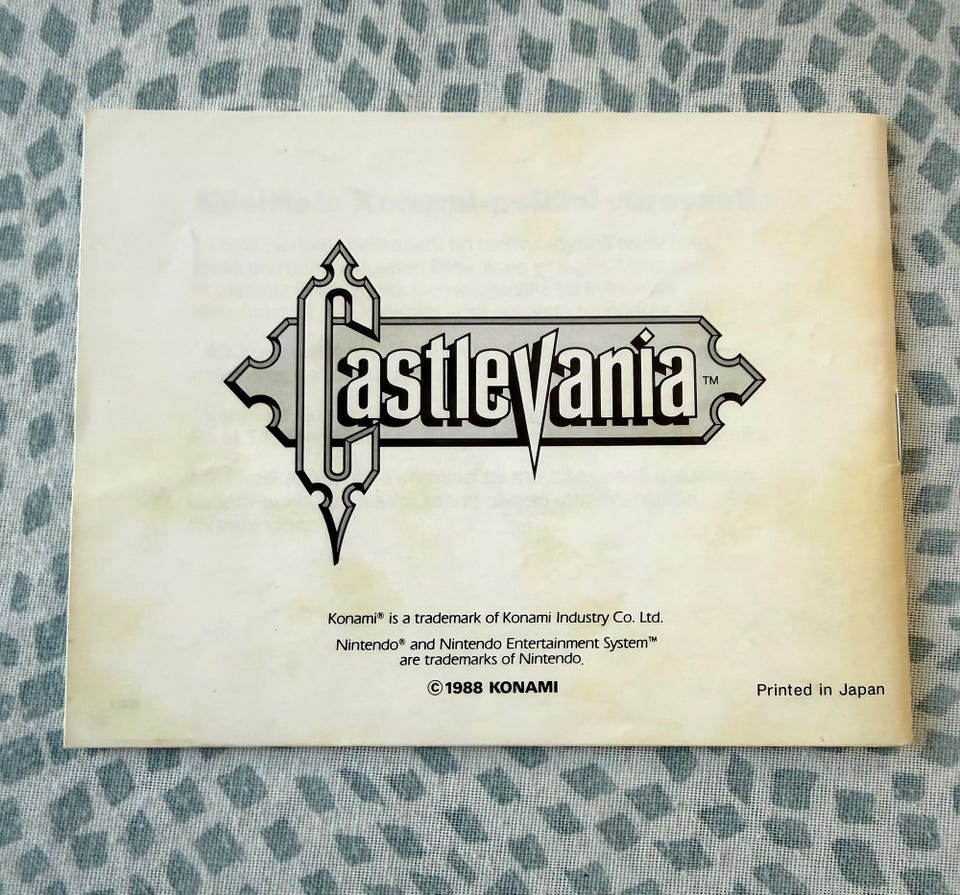 Castlevania™
Konami® is a trademark of Konami Industry Co. Ltd.
Nintendo® and Nintendo Entertainment System™
are trademarks of Nintendo.
©1988 KONAMI
Printed in Japan